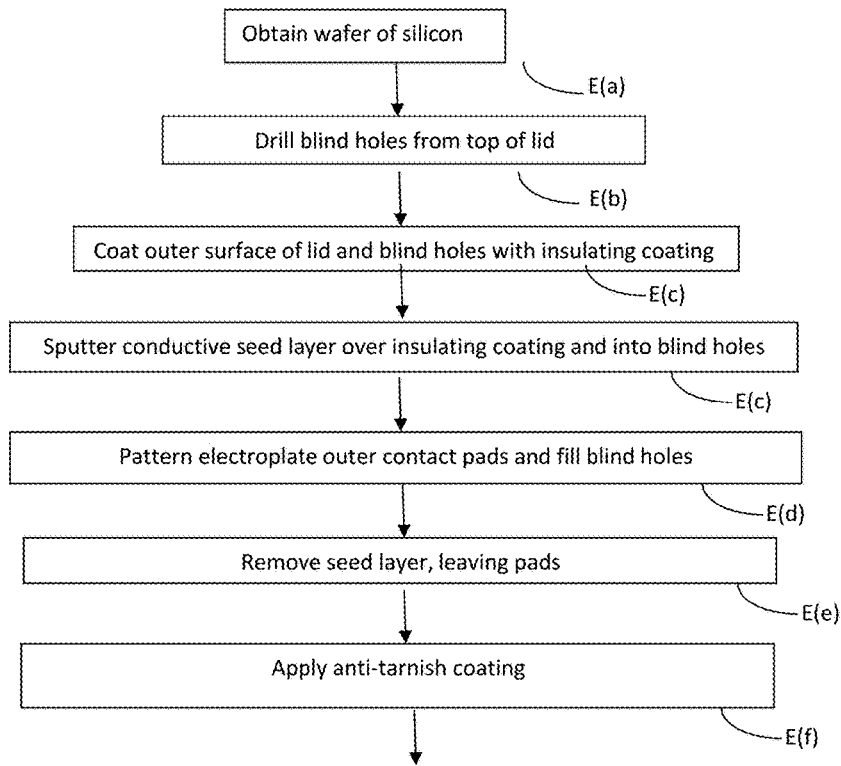 Obtain wafer of silicon
E(a)
Drill blind holes from top of lid
E(b)
Coat outer surface of lid and blind holes with insulating coating
E(c)
Sputter conductive seed layer over insulating coating and into blind holes
E(c)
Pattern electroplate outer contact pads and fill blind holes
E(d)
Remove seed layer, leaving pads
E(e)
Apply anti-tarnish coating
E(f)